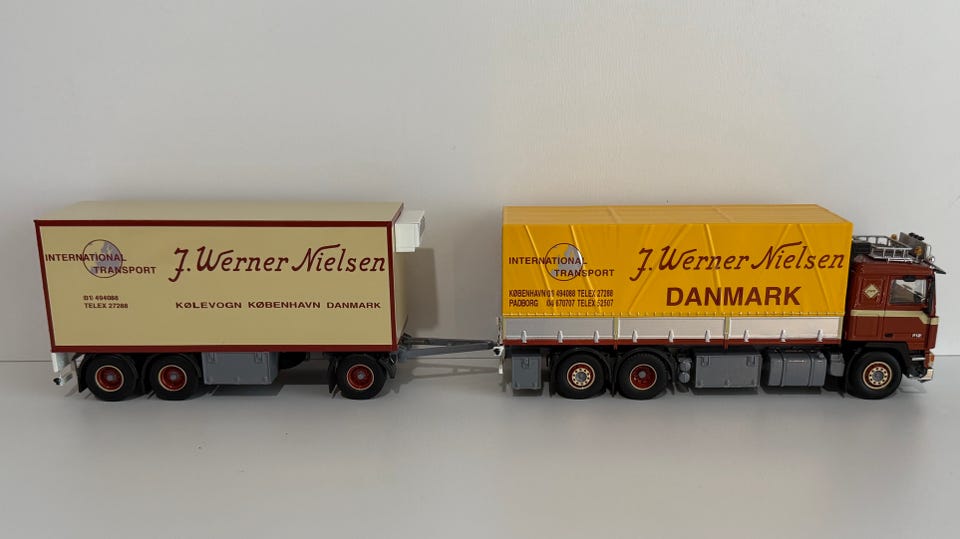 INTERNATIONAL
TRANSPORT
J. Werner Nielsen
01 494088
TELEX 27288
KØLEVOGN KØBENHAVN DANMARK
INTERNATIONAL
TRANSPORT
J. Werner Nielsen
KØBENHAVN 01 494088 TELEX 27288
PADBORG 04 670707 TELEX 52507
DANMARK
F12